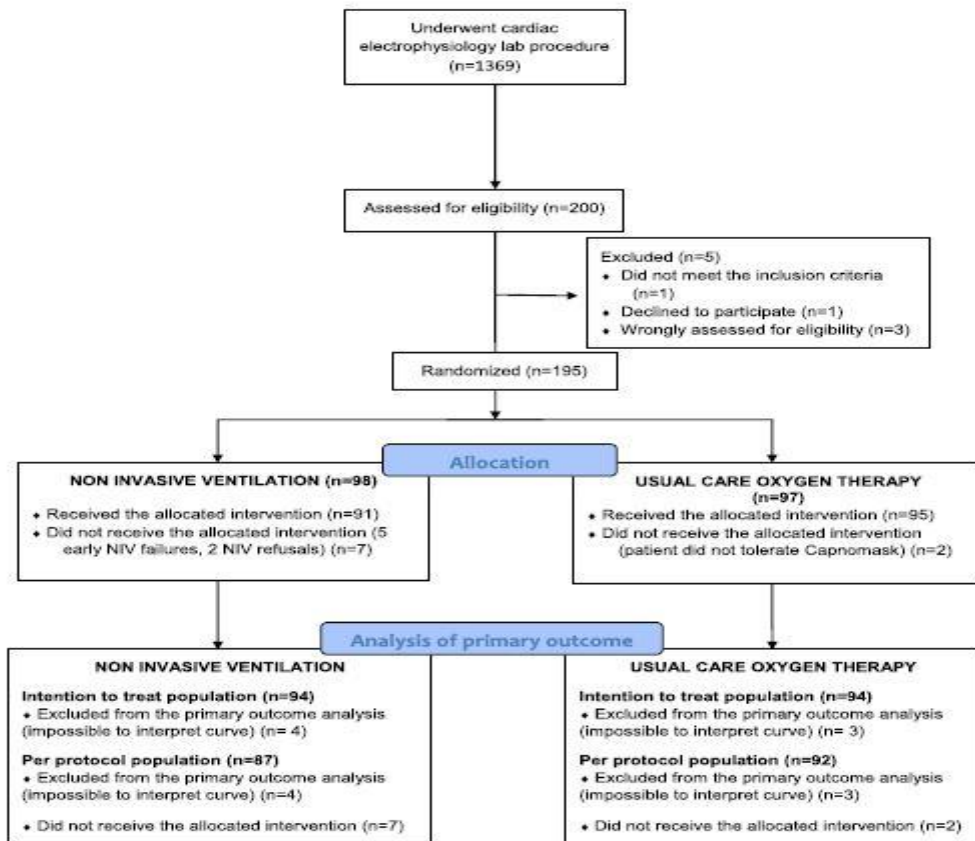 Underwent cardiac
electrophysiology lab procedure
(n=1369)
Assessed for eligibility (n=200)
Excluded (n=5)
• Did not meet the inclusion criteria
(n=1)
• Declined to participate (n=1)
• Wrongly assessed for eligibility (n=3)
Randomized (n=195)
Allocation
NON INVASIVE VENTILATION (n=98)
• Received the allocated intervention (n=91)
• Did not receive the allocated intervention (5
early NIV failures, 2 NIV refusals) (n=7)
USUAL CARE OXYGEN THERAPY
(n=97)
• Received the allocated intervention (n=95)
• Did not receive the allocated intervention
(patient did not tolerate Capnomask) (n=2)
Analysis of primary outcome
NON INVASIVE VENTILATION
Intention to treat population (n=94)
• Excluded from the primary outcome analysis
(impossible to interpret curve) (n= 4)
Per protocol population (n=87)
• Excluded from the primary outcome analysis
(impossible to interpret curve) (n=4)
• Did not receive the allocated intervention (n=7)
USUAL CARE OXYGEN THERAPY
Intention to treat population (n=94)
• Excluded from the primary outcome analysis
(impossible to interpret curve) (n= 3)
Per protocol population (n=92)
• Excluded from the primary outcome analysis
(impossible to interpret curve) (n=3)
• Did not receive the allocated intervention (n=2)